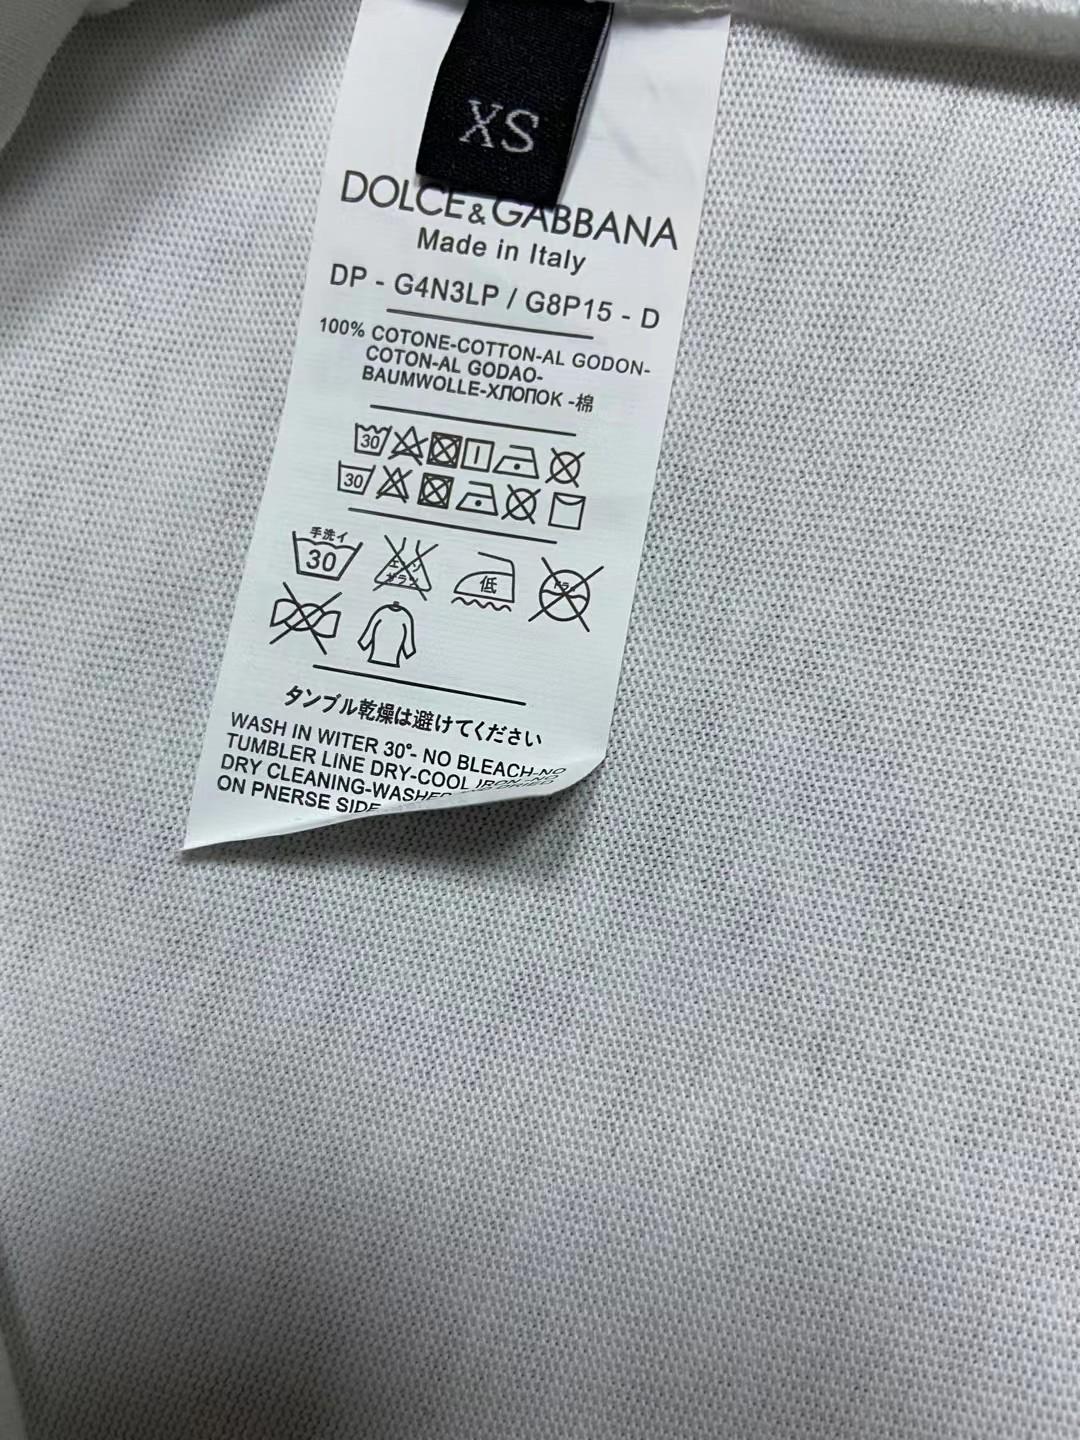 XS
DOLCE & GABBANA
Made in Italy
DP - G4N3LP / G8P15 - D
100% COTONE-COTTON-AL GODON-
COTON-AL GODAO-
BAUMWOLLE-ХЛОПОК -棉
30
30
手洗イ
30
低
タンブル乾燥は避けてください
WASH IN WITER 30°- NO BLEACH-NO
TUMBLER LINE DRY-COOL IRON-NO
DRY CLEANING-WASHED
ON PNERSE SIDE